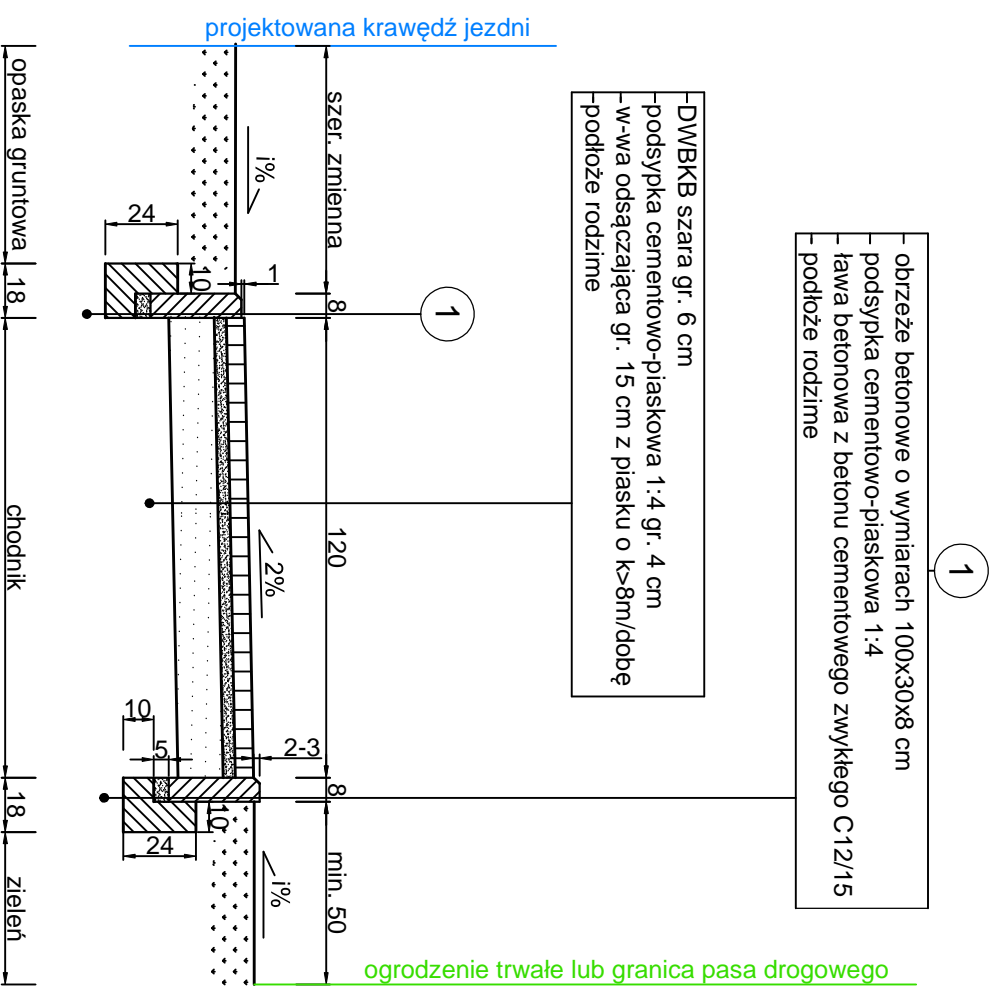 projektowana krawędź jezdni
1
- obrzeże betonowe o wymiarach 100x30x8 cm
- podsypka cementowo-piaskowa 1:4
- ława betonowa z betonu cementowego zwykłego C12/15
- podłoże rodzime
-DWBKB szara gr. 6 cm
-podsypka cementowo-piaskowa 1:4 gr. 4 cm
-w-wa odsączająca gr. 15 cm z piasku o k>8m/dobę
-podłoże rodzime
szer. zmienna
8
120
8
min. 50
i%
1
1
2%
2-3
i%
24
10
10
5
10
24
opaska gruntowa
18
chodnik
18
zieleń
ogrodzenie trwałe lub granica pasa drogowego